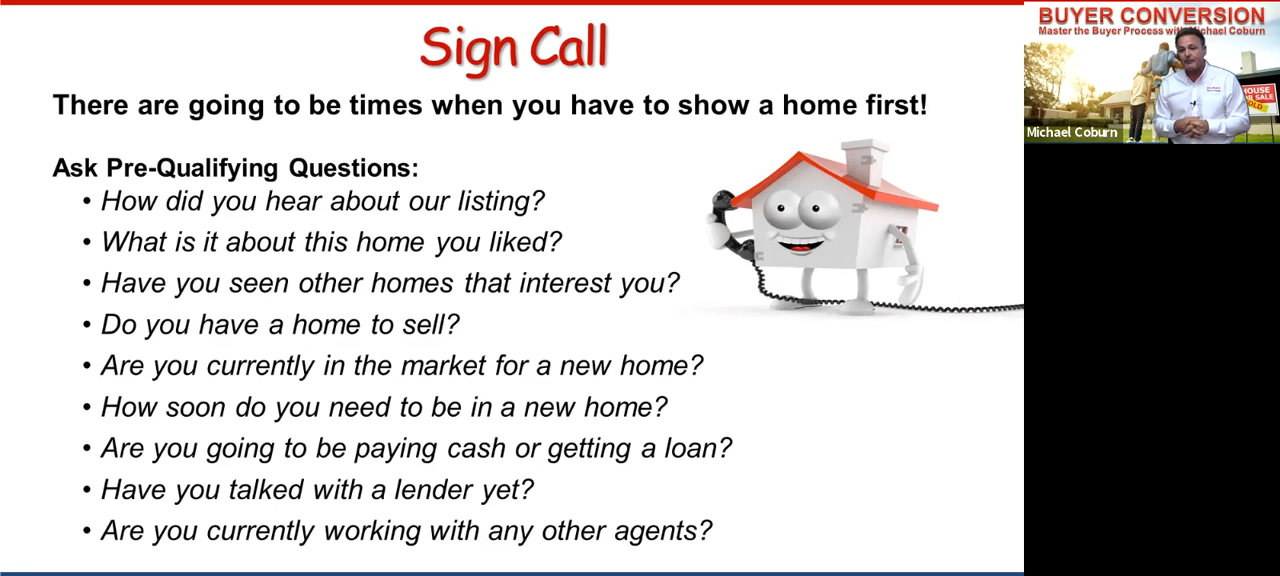 Sign Call
There are going to be times when you have to show a home first!
Ask Pre-Qualifying Questions:
• How did you hear about our listing?
• What is it about this home you liked?
• Have you seen other homes that interest you?
• Do you have a home to sell?
• Are you currently in the market for a new home?
• How soon do you need to be in a new home?
• Are you going to be paying cash or getting a loan?
• Have you talked with a lender yet?
• Are you currently working with any other agents?
BUYER CONVERSION
Master the Buyer Process with Michael Coburn
HOUSE
SALE
SOLD
Michael Coburn